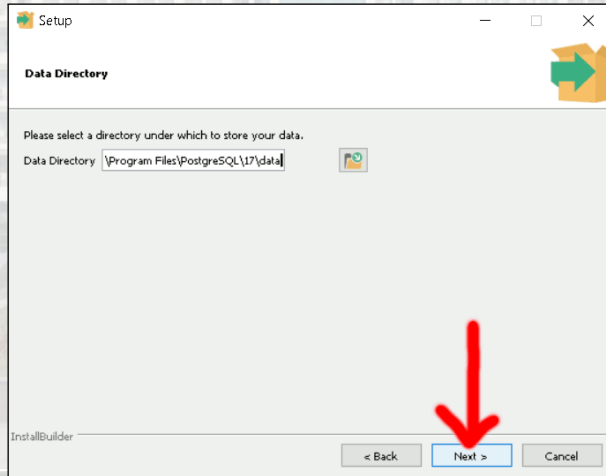 Setup
Data Directory
Please select a directory under which to store your data.
Data Directory \Program Files\PostgreSQL\17\data
InstallBuilder
< Back Next > Cancel